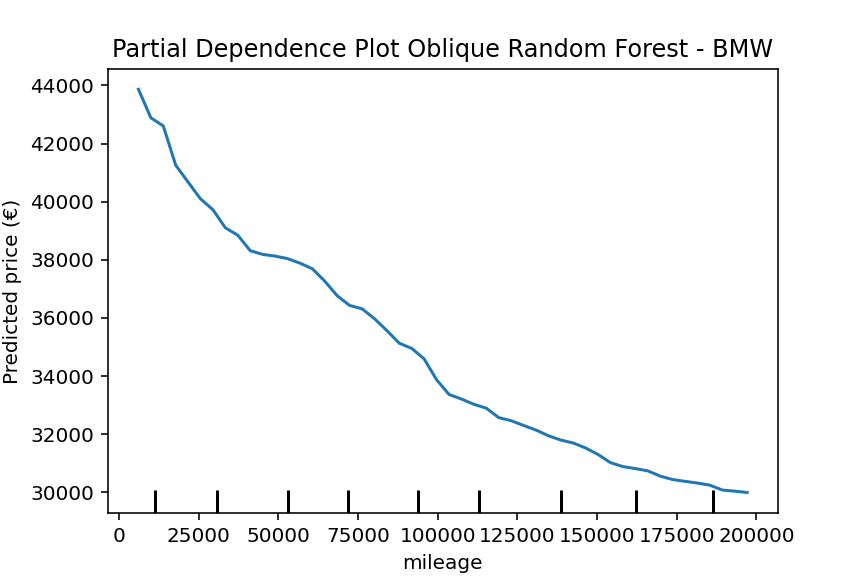 Partial Dependence Plot Oblique Random Forest - BMW
44000
42000
40000
38000
36000
34000
32000
30000
Predicted price (€)
0 25000 50000 75000 100000 125000 150000 175000 200000
mileage